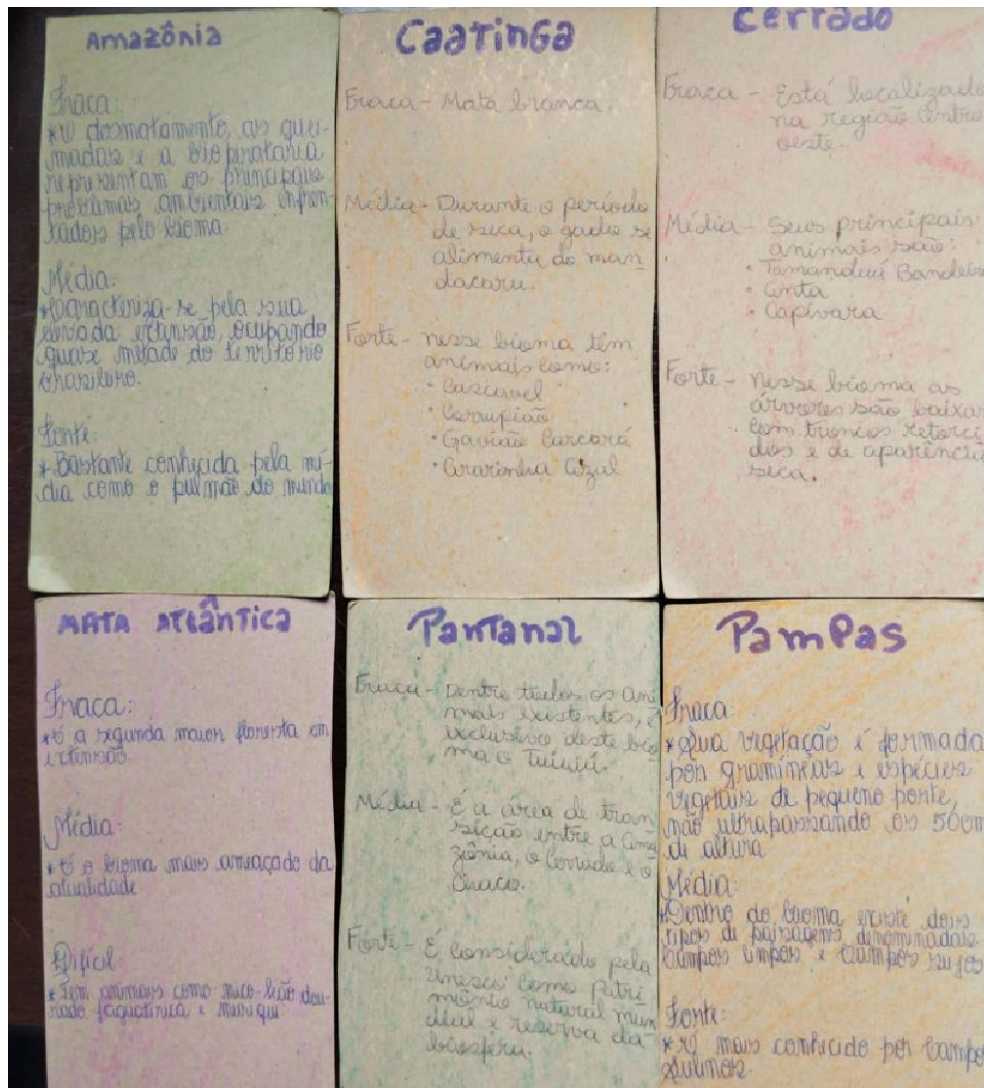 Amazônia
Fraca:
* O desmatamento, as quei-
madas e a biopirataria
representam os principais
problemas ambientais enfren
tados pelo bioma.
Média:
* Caracteriza-se pela sua
elevada extensão, ocupando
quase metade do território
brasileiro.
Forte:
* Bastante conhecida pela mí-
dia como o pulmão do mundo
Caatinga
Fraca - Mata branca.
Média - Durante o período
de seca, o gado se
alimenta do man
dacaru.
Forte - nesse bioma têm
animais como:
• Cascavel
• Corrupião
• Gavião Carcará
• Ararinha Azul
Cerrado
Fraca - Está localizado
na região Centro
oeste.
Média - Seus principais
animais são:
• Tamanduá Bandeir
• Anta
• Capivara
Forte - Nesse bioma as
árvores são baixas
com troncos retorci
dos e de aparência
seca.
Mata Atlântica
Fraca:
* é a segunda maior floresta em
extensão
Média:
* É o bioma mais ameaçado da
atualidade
Difícil
* Tem animais como mico-leão dou-
rado jaguatirica e muriqui
Pantanal
Fraca - Dentre todos os ani
mais existentes, é
exclusivo deste bio
ma o Tuiuiú.
Média - É a área de tran
sição entre a Ama
zônia, o Cerrado e o
Chaco.
Forte - É considerado pela
Unesco como patri
mônio natural mun
dial e reserva da
biosfera.
Pampas
Fraca:
* Sua vegetação é formada
por gramíneas e espécies
vegetais de pequeno porte,
não ultrapassando os 50cm
de altura
Média:
* Dentro do bioma existe dois
tipos de paisagens denominadas
Campos limpos e Campos sujos
Forte:
* mais conhecido por Campo
Sulinos.